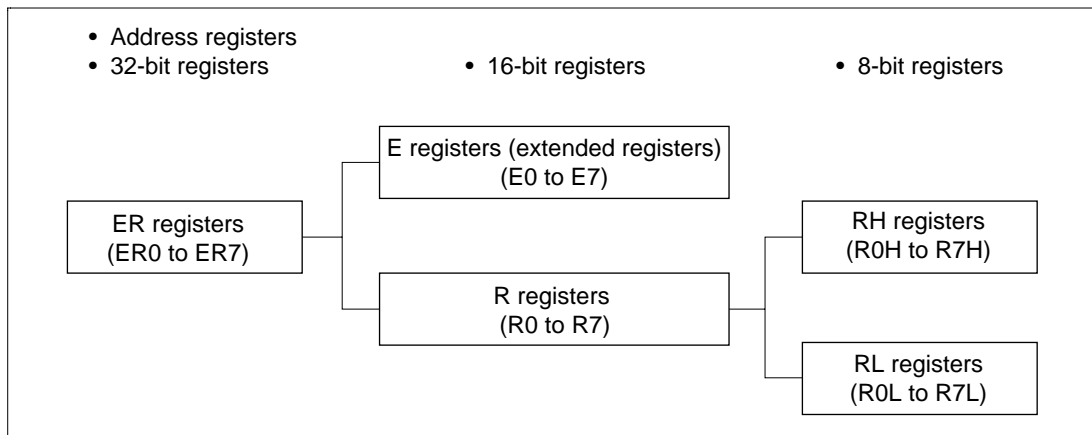 • Address registers
• 32-bit registers
• 16-bit registers
• 8-bit registers
E registers (extended registers)
(E0 to E7)
ER registers
(ER0 to ER7)
RH registers
(R0H to R7H)
R registers
(R0 to R7)
RL registers
(R0L to R7L)